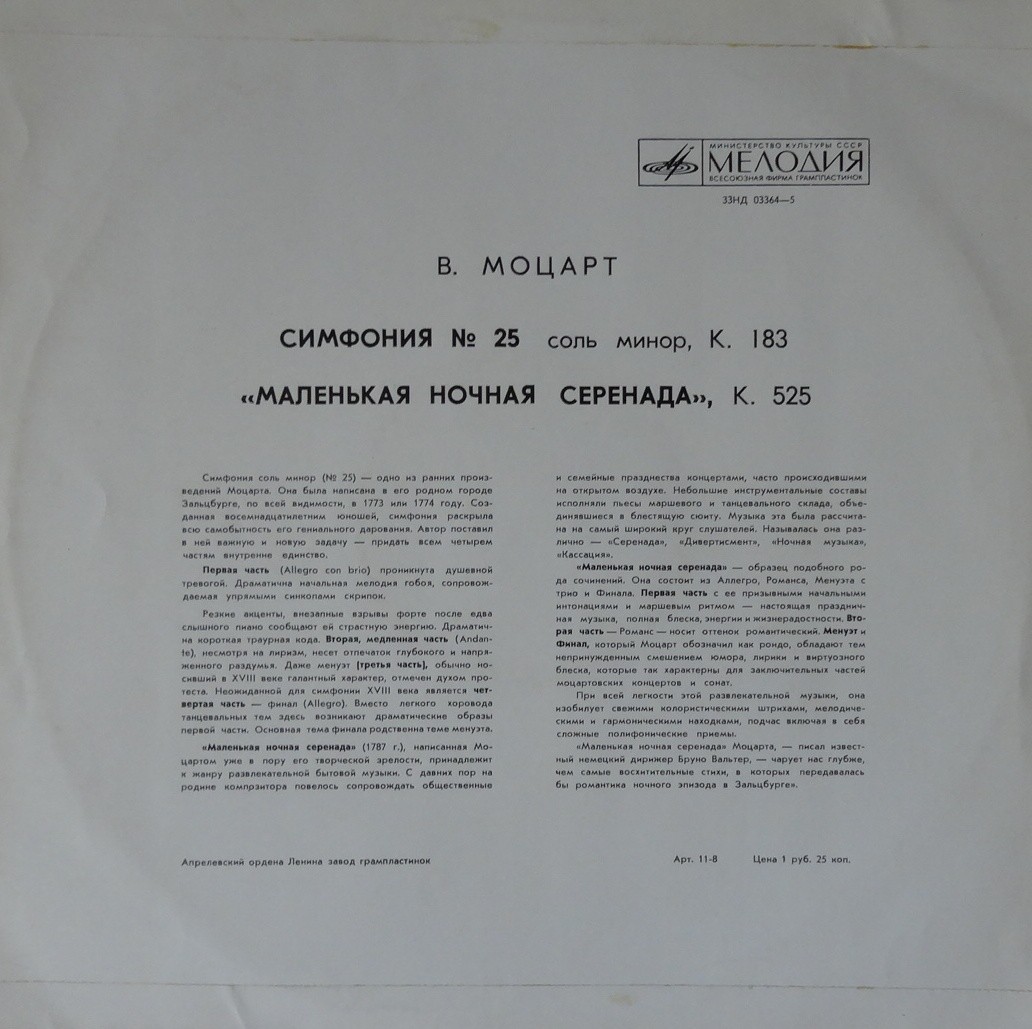 МИНИСТЕРСТВО КУЛЬТУРЫ СССР
МЕЛОДИЯ
ВСЕСОЮЗНАЯ ФИРМА ГРАМПЛАСТИНОК
33НД 03364—5
В. МОЦАРТ
СИМФОНИЯ № 25 соль минор, К. 183
«МАЛЕНЬКАЯ НОЧНАЯ СЕРЕНАДА», К. 525
Симфония соль минор (№ 25) — одно из ранних произ-
ведений Моцарта. Она была написана в его родном городе
Зальцбурге, по всей видимости, в 1773 или 1774 году. Соз-
данная восемнадцатилетним юношей, симфония раскрыла
всю самобытность его гениального дарования. Автор поставил
в ней важную и новую задачу — придать всем четырем
частям внутренне единство.
Первая часть (Allegro con brio) проникнута душевной
тревогой. Драматична начальная мелодия гобоя, сопровож-
даемая упрямыми синкопами скрипок.
Резкие акценты, внезапные взрывы форте после едва
слышного пиано сообщают ей страстную энергию. Драматич-
на короткая траурная кода. Вторая, медленная часть (Andan-
te), несмотря на лиризм, несет отпечаток глубокого и напря-
женного раздумья. Даже менуэт (третья часть), обычно но-
сивший в XVIII веке галантный характер, отмечен духом про-
теста. Неожиданной для симфонии XVIII века является чет-
вертая часть — финал (Allegro). Вместо легкого хоровода
танцевальных тем здесь возникают драматические образы
первой части. Основная тема финала родственна теме менуэта.
«Маленькая ночная серенада» (1787 г.), написанная Мо-
цартом уже в пору его творческой зрелости, принадлежит
к жанру развлекательной бытовой музыки. С давних пор на
родине компрзитора повелось сопровождать общественные
и семейные празднества концертами, часто происходившими
на открытом воздухе. Небольшие инструментальные составы
исполняли пьесы маршевого и танцевального склада, объе-
динявшиеся в блестящую сюиту. Музыка эта была рассчита-
на на самый широкий круг слушателей. Называлась она раз-
лично — «Серенада», «Дивертисмент», «Ночная музыка»,
«Кассация».
«Маленькая ночная серенада» — образец подобного ро-
да сочинений. Она состоит из Аллегро, Романса, Менуэта с
трио и Финала. Первая часть с ее призывными начальными
интонациями и маршевым ритмом — настоящая празднич-
ная музыка, полная блеска, энергии и жизнерадостности. Вто-
рая часть — Романс — носит оттенок романтический. Менуэт и
Финал, который Моцарт обозначил как рондо, обладают тем
непринужденным смешением юмора, лирики и виртуозного
блеска, которые так характерны для заключительных частей
моцартовских концертов и сонат.
При всей легкости этой развлекательной музыки, она
изобилует свежими колористическими штрихами, мелодиче-
скими и гармоническими находками, подчас включая в себя
сложные полифонические приемы.
«Маленькая ночная серенада» Моцарта, — писал извест-
ный немецкий дирижер Бруно Вальтер, — чарует нас глубже,
чем самые восхитительные стихи, в которых передавалась
бы романтика ночного эпизода в Зальцбурге».
Апрелевский ордена Ленина завод грампластинок
Арт. 11-8 Цена 1 руб. 25 коп.